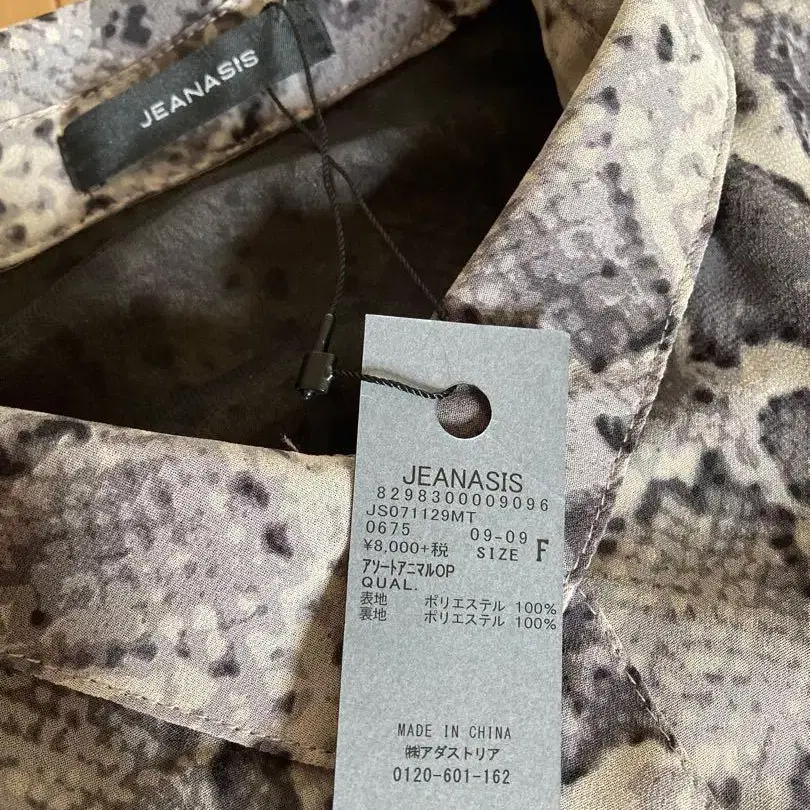 JEANASIS
JEANASIS
8298300009096
JS071129MT
0675 09-09
¥8,000+税 SIZE F
ｱｿｰﾄｱﾆﾏﾙOP
QUAL.
表地 ポリエステル 100%
裏地 ポリエステル 100%
MADE IN CHINA
㈱アダストリア
0120-601-162